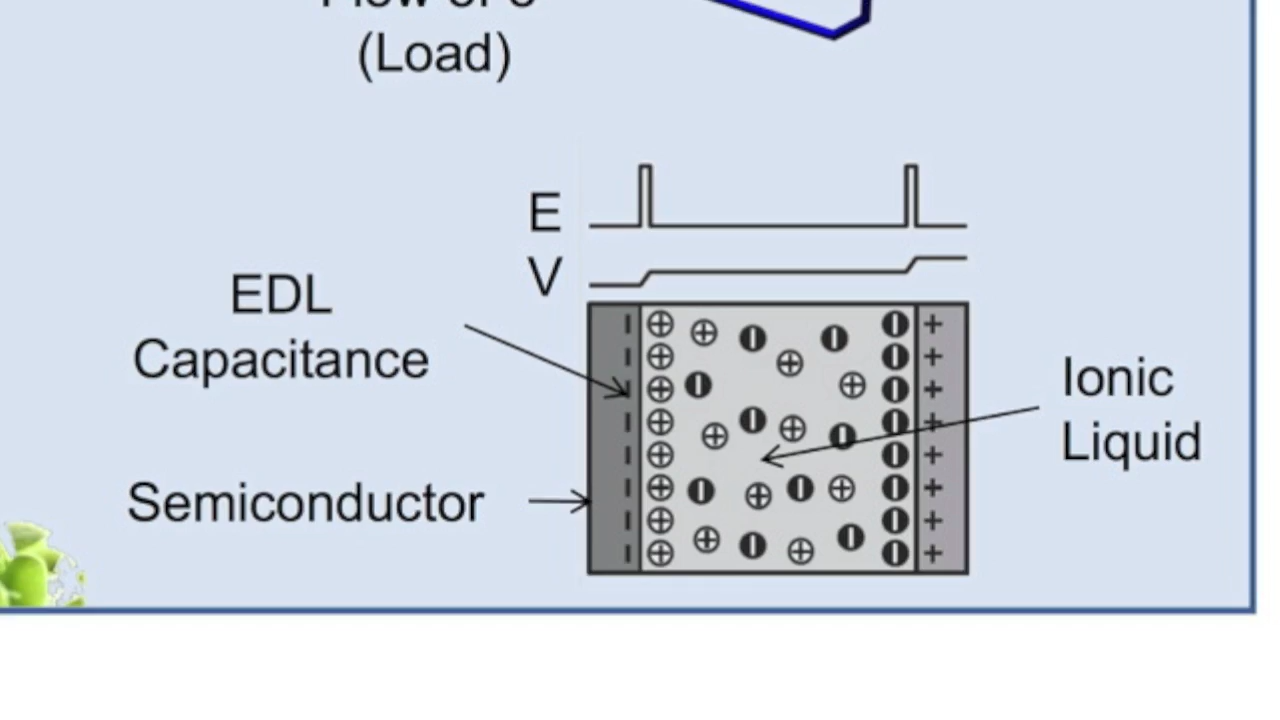 (Load)
E
V
EDL
Capacitance
Ionic
Liquid
Semiconductor